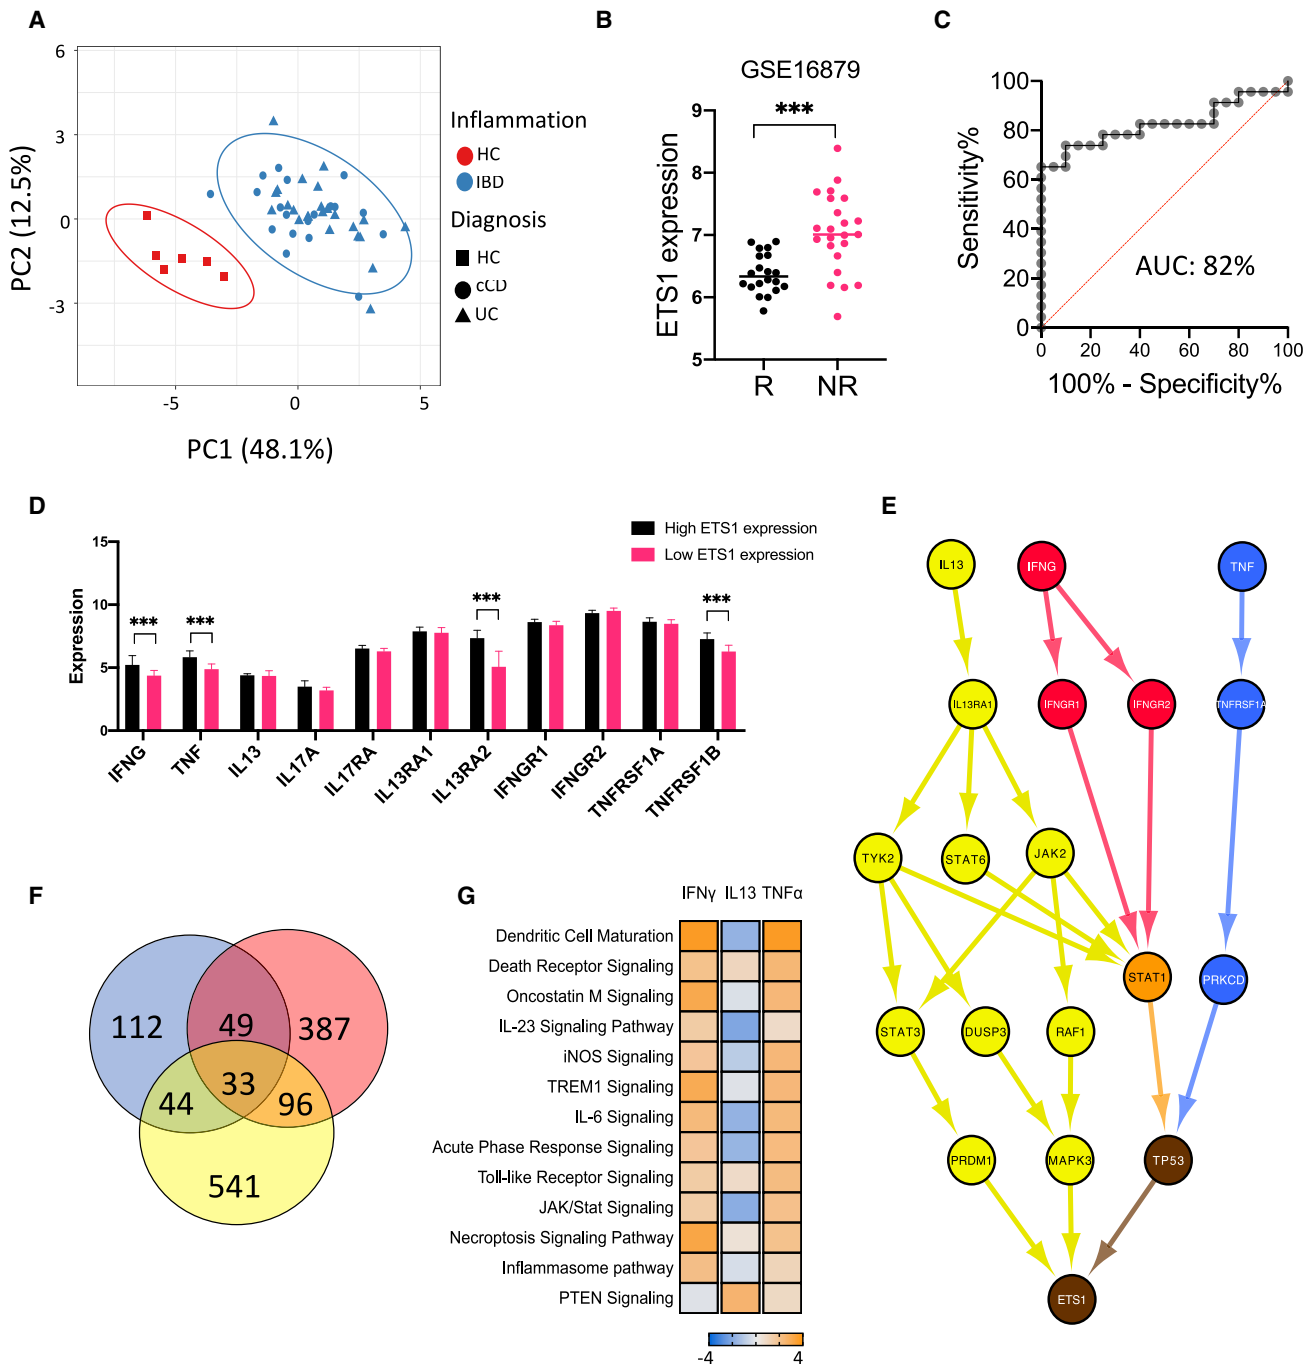 A
6
3
0
-3
PC2 (12.5%)
-5
0
5
PC1 (48.1%)
Inflammation
HC
IBD
Diagnosis
HC
cCD
UC
B
GSE16879
***
9
8
7
6
5
ETS1 expression
R
NR
C
100
80
60
40
20
0
Sensitivity%
AUC: 82%
0
20
40
60
80
100
100% - Specificity%
D
High ETS1 expression
Low ETS1 expression
15
10
5
0
Expression
***
***
***
***
IFNG
TNF
IL13
IL17A
IL17RA
IL13RA1
IL13RA2
IFNGR1
IFNGR2
TNFRSF1A
TNFRSF1B
E
IL13
IFNG
TNF
IL13RA1
IFNGR1
IFNGR2
TNFRSF1A
TYK2
STAT6
JAK2
STAT1
PRKCD
STAT3
DUSP3
RAF1
PRDM1
MAPK3
TP53
ETS1
F
112
49
387
33
44
96
541
G
IFNγ IL13 TNFα
Dendritic Cell Maturation
Death Receptor Signaling
Oncostatin M Signaling
IL-23 Signaling Pathway
iNOS Signaling
TREM1 Signaling
IL-6 Signaling
Acute Phase Response Signaling
Toll-like Receptor Signaling
JAK/Stat Signaling
Necroptosis Signaling Pathway
Inflammasome pathway
PTEN Signaling
-4
4